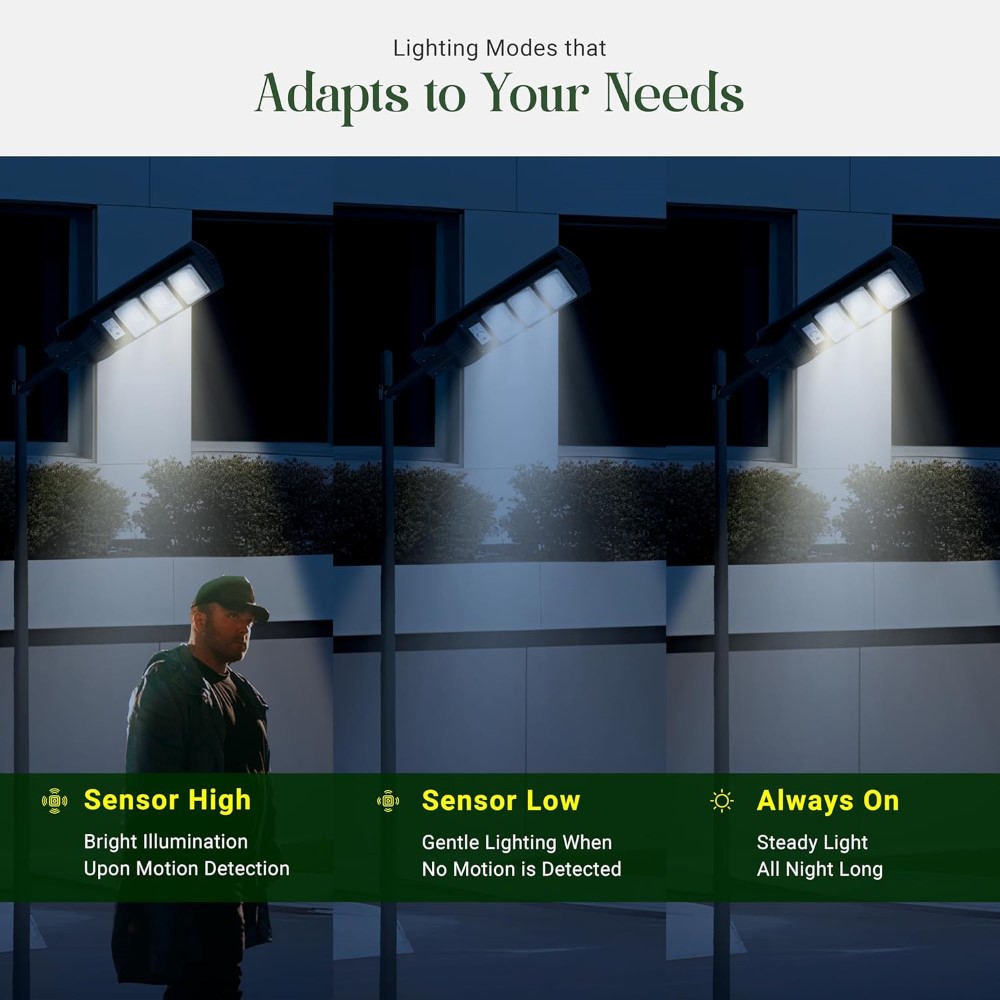 Lighting Modes that
Adapts to Your Needs
Sensor High
Bright Illumination
Upon Motion Detection
Sensor Low
Gentle Lighting When
No Motion is Detected
Always On
Steady Light
All Night Long